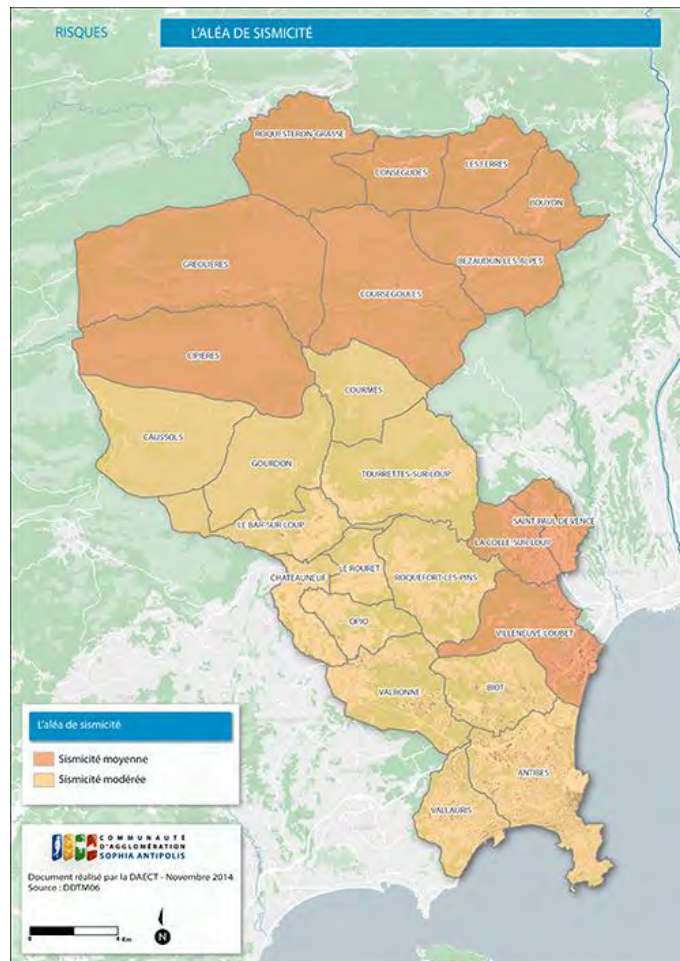 RISQUES
L'ALÉA DE SISMICITÉ
ROQUESTERON-GRASSE
CONSEGUDES
LES FERRES
BOUYON
BEZAUDUN LES ALPES
GREOLIERES
COURSEGOULES
CIPIERES
COURMES
CAUSSOLS
GOURDON
TOURRETTES-SUR-LOUP
LE BAR SUR LOUP
SAINT PAUL DE VENCE
LA COLLE-SUR-LOUP
LE ROURET
CHATEAUNEUF
ROQUEFORT-LES-PINS
OPIO
VILLENEUVE-LOUBET
VALBONNE
BIOT
ANTIBES
VALLAURIS
L'aléa de sismicité
Sismicité moyenne
Sismicité modérée
COMMUNAUTÉ
D'AGGLOMÉRATION
SOPHIA ANTIPOLIS
Document réalisé par la DAECT - Novembre 2014
Source : DDTM06
0 4 Km
N